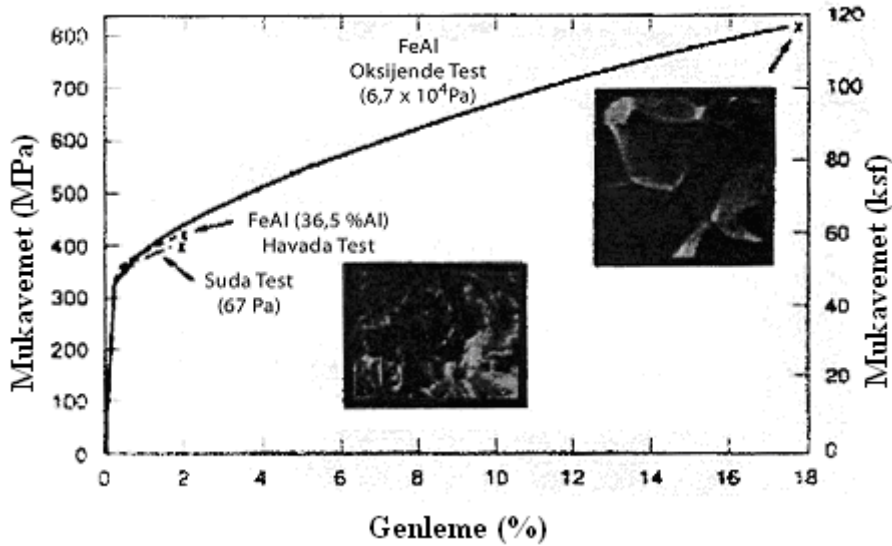 FeAl
Oksijende Test
(6,7 x 10⁴Pa)
FeAl (36,5 %Al)
Havada Test
Suda Test
(67 Pa)
Mukavemet (MPa)
800
700
600
500
400
300
200
100
0
Mukavemet (ksf)
120
100
80
60
40
20
0
0
2
4
6
8
10
12
14
16
18
Genleme (%)